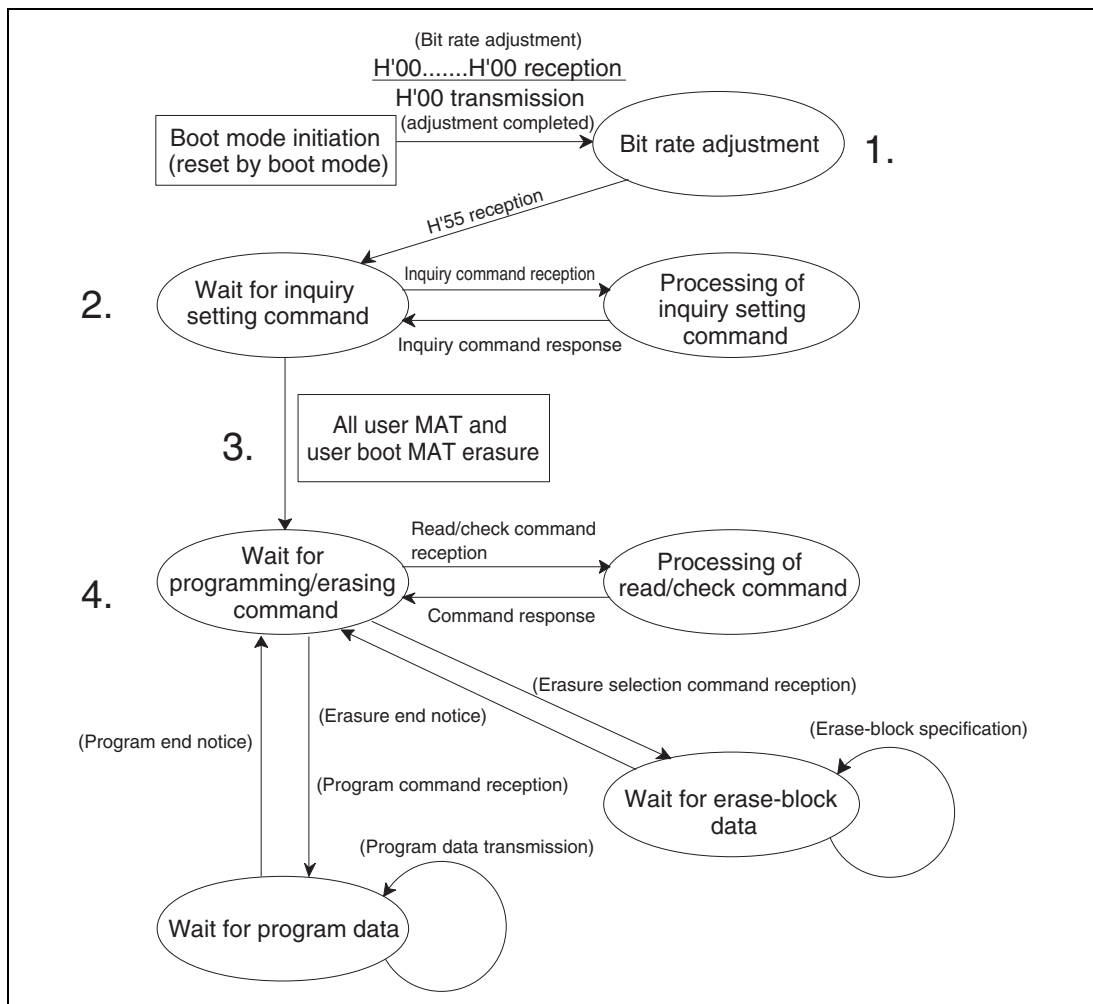 (Bit rate adjustment)
H'00.......H'00 reception
H'00 transmission
(adjustment completed)
Boot mode initiation
(reset by boot mode)
Bit rate adjustment
1.
H'55 reception
2.
Wait for inquiry
setting command
Inquiry command reception
Inquiry command response
Processing of
inquiry setting
command
3.
All user MAT and
user boot MAT erasure
4.
Wait for
programming/erasing
command
Read/check command
reception
Command response
Processing of
read/check command
(Erasure selection command reception)
(Program end notice)
(Erasure end notice)
(Program command reception)
(Erase-block specification)
Wait for erase-block
data
(Program data transmission)
Wait for program data